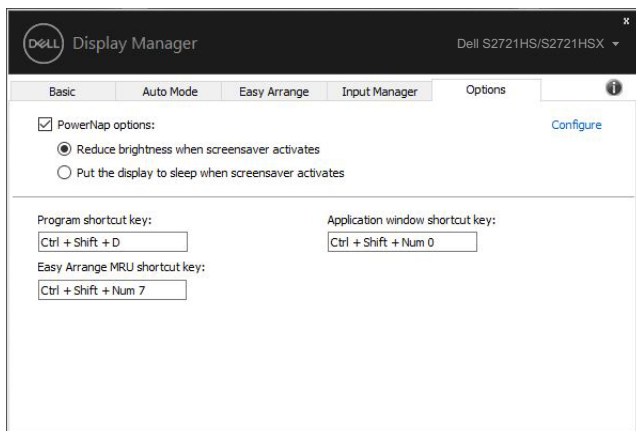 x
DELL Display Manager
Dell S2721HS/S2721HSX
Basic Auto Mode Easy Arrange Input Manager Options
PowerNap options:
Configure
Reduce brightness when screensaver activates
Put the display to sleep when screensaver activates
Program shortcut key:
Application window shortcut key:
Ctrl + Shift + D
Ctrl + Shift + Num 0
Easy Arrange MRU shortcut key:
Ctrl + Shift + Num 7